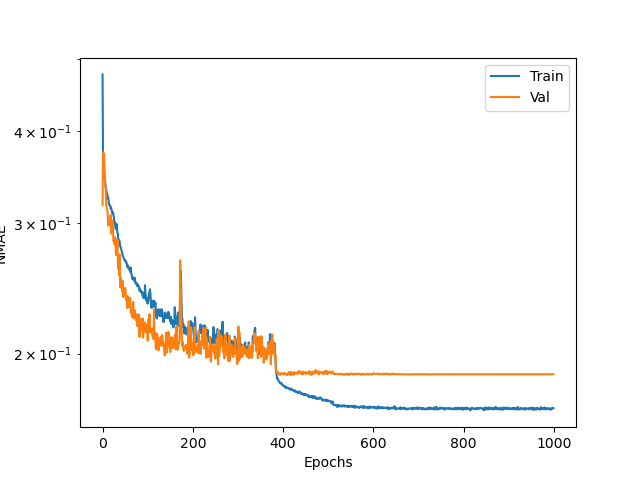 Train
Val
4 × 10⁻¹
3 × 10⁻¹
2 × 10⁻¹
NMAE
0 200 400 600 800 1000
Epochs